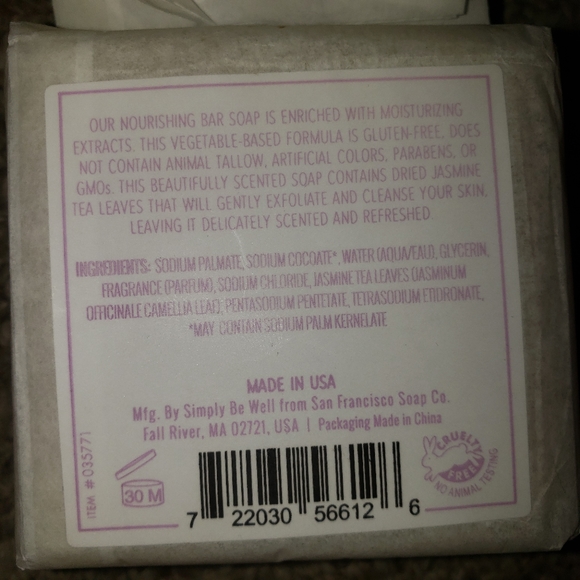 OUR NOURISHING BAR SOAP IS ENRICHED WITH MOISTURIZING
EXTRACTS. THIS VEGETABLE-BASED FORMULA IS GLUTEN-FREE, DOES
NOT CONTAIN ANIMAL TALLOW, ARTIFICIAL COLORS, PARABENS, OR
GMOs. THIS BEAUTIFULLY SCENTED SOAP CONTAINS DRIED JASMINE
TEA LEAVES THAT WILL GENTLY EXFOLIATE AND CLEANSE YOUR SKIN,
LEAVING IT DELICATELY SCENTED AND REFRESHED.
INGREDIENTS: SODIUM PALMATE, SODIUM COCOATE*, WATER (AQUA/EAU), GLYCERIN,
FRAGRANCE (PARFUM), SODIUM CHLORIDE, JASMINE TEA LEAVES (JASMINUM
OFFICINALE CAMELLIA LEAF), PENTASODIUM PENTETATE, TETRASODIUM ETIDRONATE,
*MAY CONTAIN SODIUM PALM KERNELATE
MADE IN USA
Mfg. By Simply Be Well from San Francisco Soap Co.
Fall River, MA 02721, USA | Packaging Made in China
ITEM # 035771
30 M
7 22030 56612 6
CRUELTY
FREE
NO ANIMAL TESTING